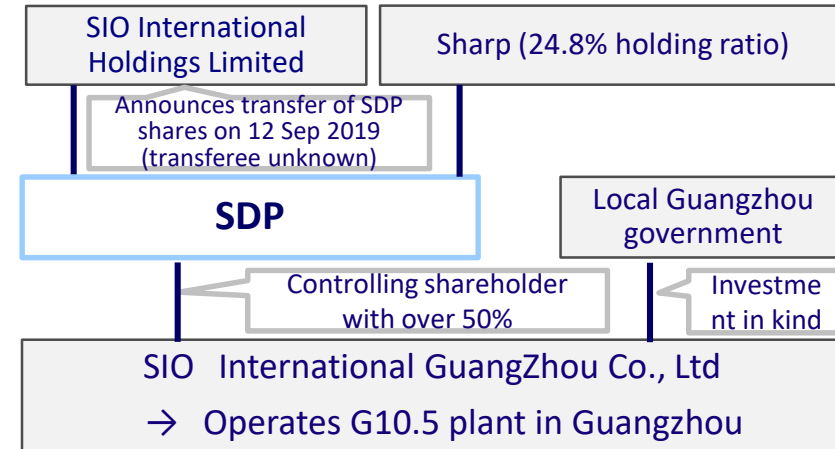 SIO International
Holdings Limited
Sharp (24.8% holding ratio)
Announces transfer of SDP
shares on 12 Sep 2019
(transferee unknown)
SDP
Local Guangzhou
government
Controlling shareholder
with over 50%
Investme
nt in kind
SIO International GuangZhou Co., Ltd
→ Operates G10.5 plant in Guangzhou